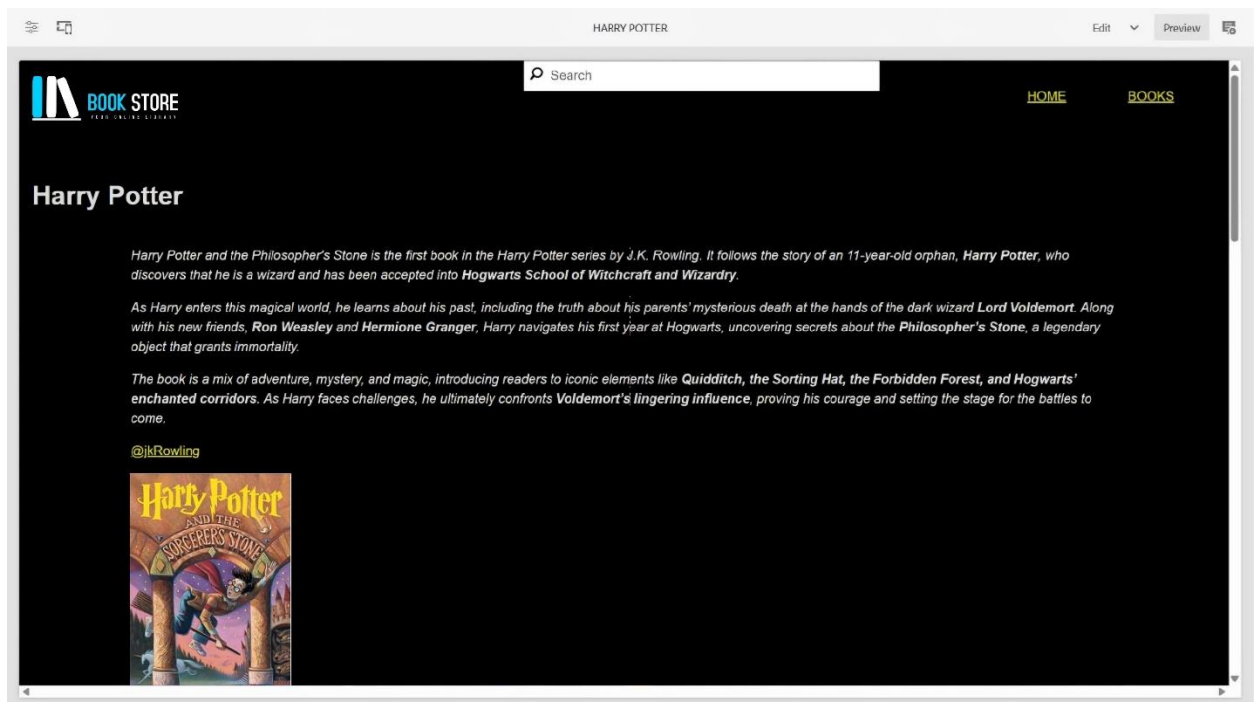 HARRY POTTER
Edit
Preview
Search
BOOK STORE
YOUR ONLINE LIBRARY
HOME
BOOKS
Harry Potter
Harry Potter and the Philosopher's Stone is the first book in the Harry Potter series by J.K. Rowling. It follows the story of an 11-year-old orphan, Harry Potter, who
discovers that he is a wizard and has been accepted into Hogwarts School of Witchcraft and Wizardry.
As Harry enters this magical world, he learns about his past, including the truth about his parents' mysterious death at the hands of the dark wizard Lord Voldemort. Along
with his new friends, Ron Weasley and Hermione Granger, Harry navigates his first year at Hogwarts, uncovering secrets about the Philosopher's Stone, a legendary
object that grants immortality.
The book is a mix of adventure, mystery, and magic, introducing readers to iconic elements like Quidditch, the Sorting Hat, the Forbidden Forest, and Hogwarts'
enchanted corridors. As Harry faces challenges, he ultimately confronts Voldemort's lingering influence, proving his courage and setting the stage for the battles to
come.
@jkRowling
Harry Potter
AND THE
SORCERER'S STONE